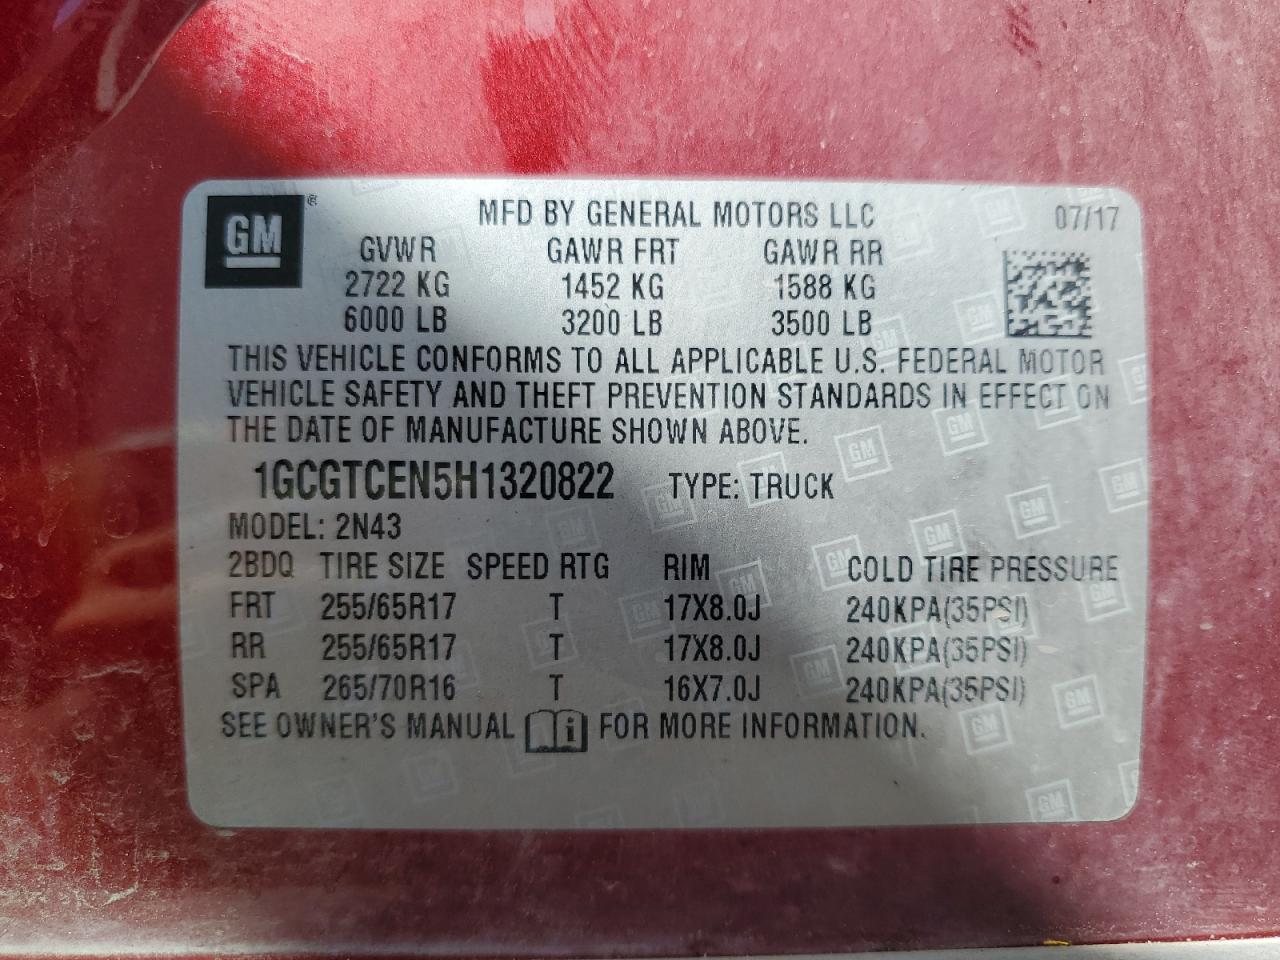 GM ® MFD BY GENERAL MOTORS LLC 07/17
GVWR GAWR FRT GAWR RR
2722 KG 1452 KG 1588 KG
6000 LB 3200 LB 3500 LB
THIS VEHICLE CONFORMS TO ALL APPLICABLE U.S. FEDERAL MOTOR
VEHICLE SAFETY AND THEFT PREVENTION STANDARDS IN EFFECT ON
THE DATE OF MANUFACTURE SHOWN ABOVE.
1GCGTCEN5H1320822 TYPE: TRUCK
MODEL: 2N43
2BDQ TIRE SIZE SPEED RTG RIM COLD TIRE PRESSURE
FRT 255/65R17 T 17X8.0J 240KPA(35PSI)
RR 255/65R17 T 17X8.0J 240KPA(35PSI)
SPA 265/70R16 T 16X7.0J 240KPA(35PSI)
SEE OWNER'S MANUAL i FOR MORE INFORMATION.